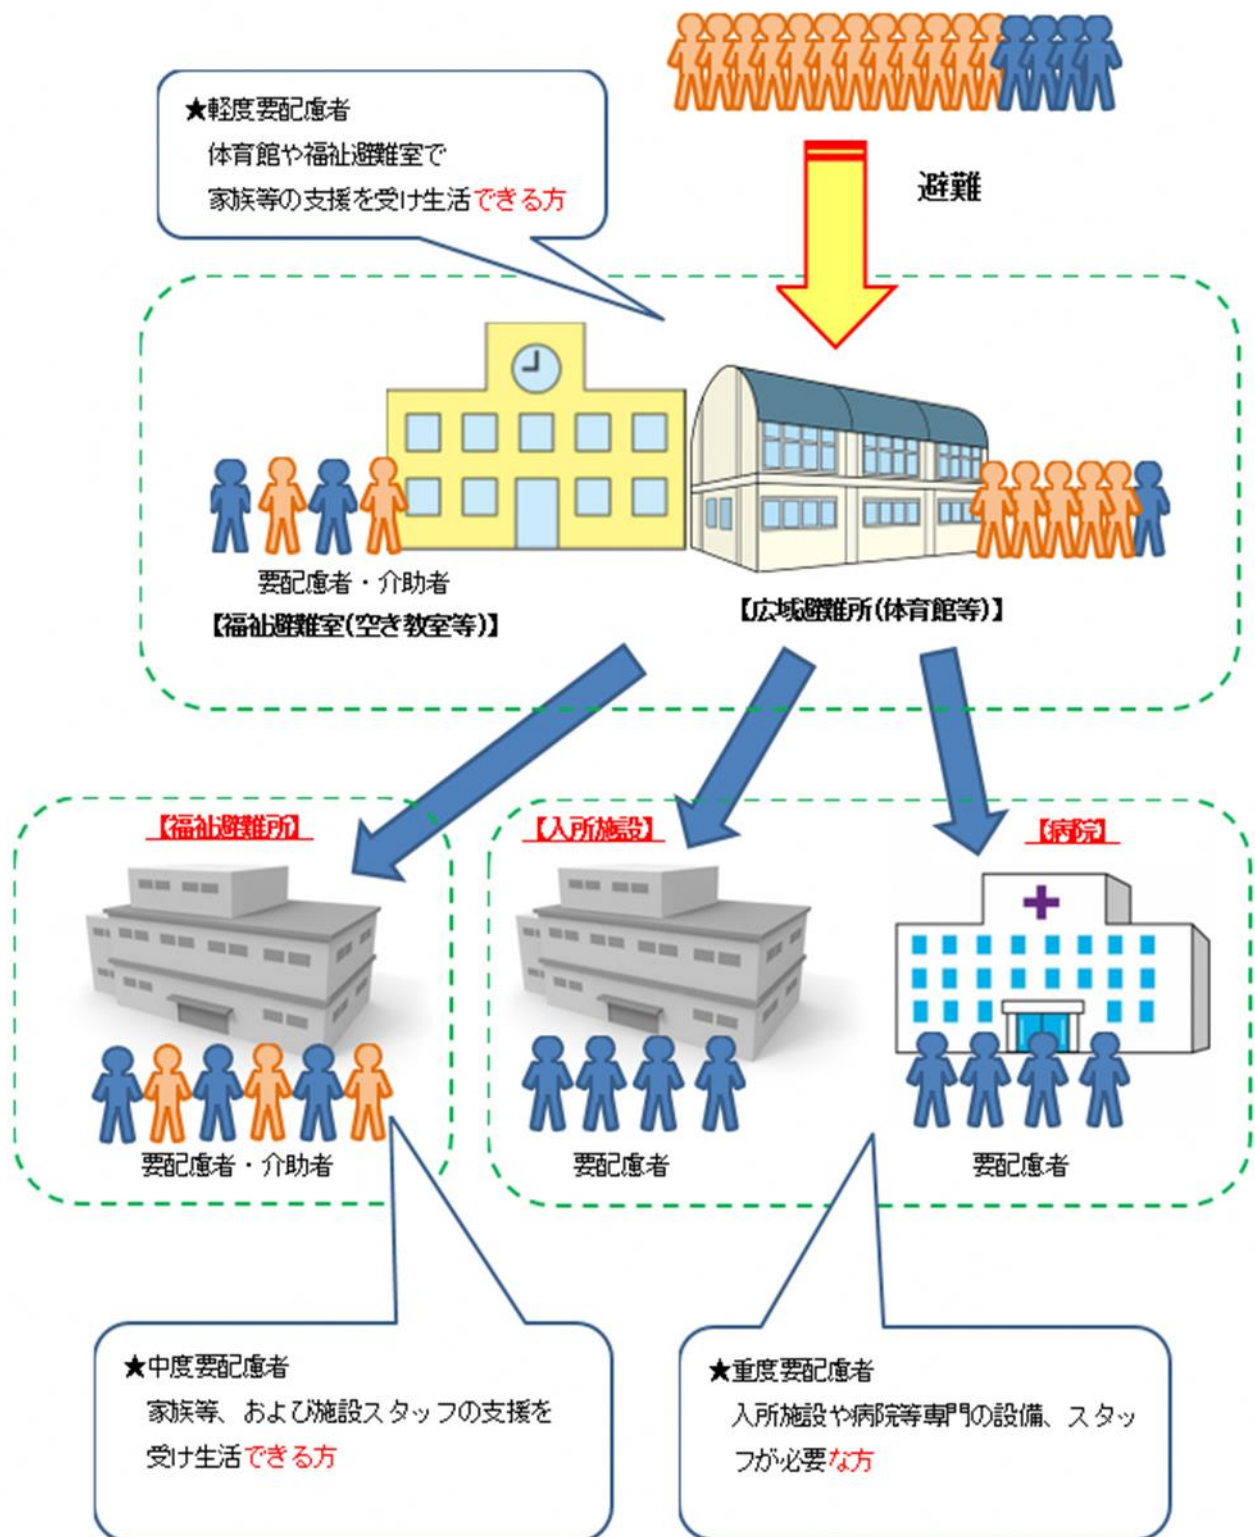 ★軽度要配慮者
体育館や福祉避難室で
家族等の支援を受け生活できる方
避難
要配慮者・介助者
【福祉避難室(空き教室等)】
【広域避難所(体育館等)】
【福祉避難所】
【入所施設】
【病院】
要配慮者・介助者
要配慮者
要配慮者
★中度要配慮者
家族等、および施設スタッフの支援を
受け生活できる方
★重度要配慮者
入所施設や病院等専門の設備、スタッ
フが必要な方